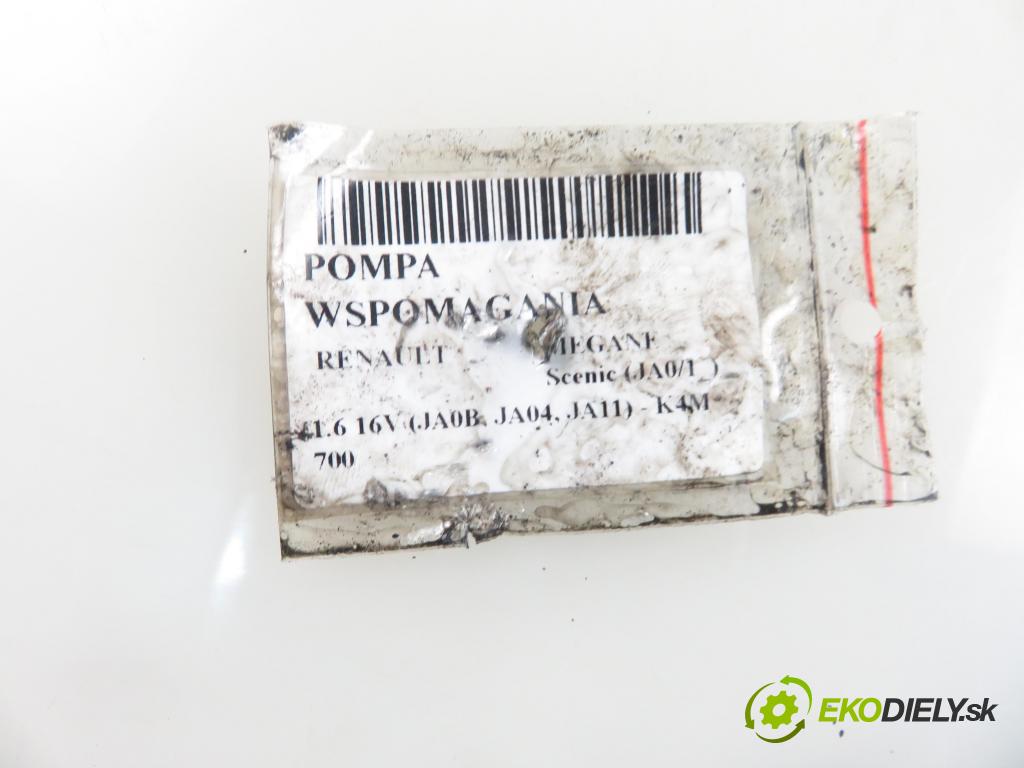 POMPA
WSPOMAGANIA
RENAULT MEGANE
Scenic (JA0/1_)
1.6 16V (JA0B, JA04, JA11) - K4M
700
EKODIELY.sk